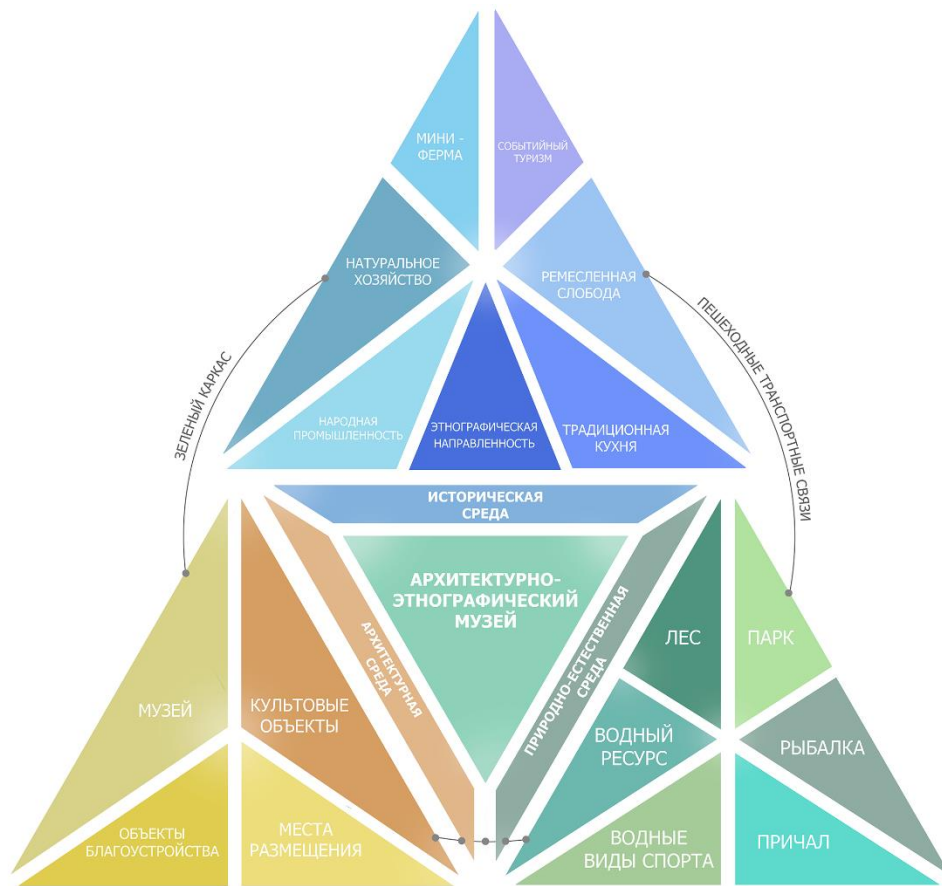 МИНИ -
ФЕРМА
СОБЫТИЙНЫЙ
ТУРИЗМ
НАТУРАЛЬНОЕ
ХОЗЯЙСТВО
РЕМЕСЛЕННАЯ
СЛОБОДА
ЗЕЛЕНЫЙ КАРКАС
ПЕШЕХОДНЫЕ ТРАНСПОРТНЫЕ СВЯЗИ
НАРОДНАЯ
ПРОМЫШЛЕННОСТЬ
ЭТНОГРАФИЧЕСКАЯ
НАПРАВЛЕННОСТЬ
ТРАДИЦИОННАЯ
КУХНЯ
ИСТОРИЧЕСКАЯ
СРЕДА
АРХИТЕКТУРНО-
ЭТНОГРАФИЧЕСКИЙ
МУЗЕЙ
АРХИТЕКТУРНАЯ
СРЕДА
ПРИРОДНО-ЕСТЕСТВЕННАЯ
СРЕДА
МУЗЕЙ
КУЛЬТОВЫЕ
ОБЪЕКТЫ
ОБЪЕКТЫ
БЛАГОУСТРОЙСТВА
МЕСТА
РАЗМЕЩЕНИЯ
ЛЕС
ПАРК
ВОДНЫЙ
РЕСУРС
РЫБАЛКА
ВОДНЫЕ
ВИДЫ СПОРТА
ПРИЧАЛ